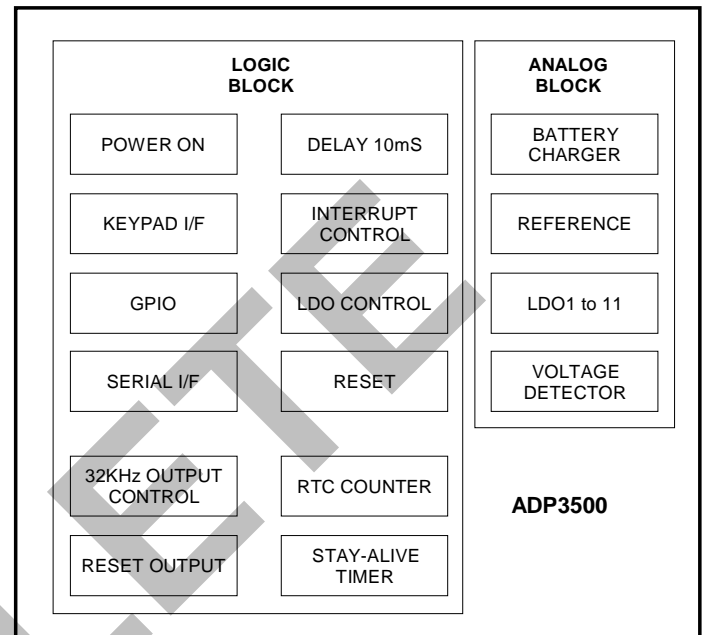 LOGIC
BLOCK
POWER ON
DELAY 10mS
KEYPAD I/F
INTERRUPT
CONTROL
GPIO
LDO CONTROL
SERIAL I/F
RESET
32KHz OUTPUT
CONTROL
RTC COUNTER
RESET OUTPUT
STAY-ALIVE
TIMER
ANALOG
BLOCK
BATTERY
CHARGER
REFERENCE
LDO1 to 11
VOLTAGE
DETECTOR
ADP3500
LETE